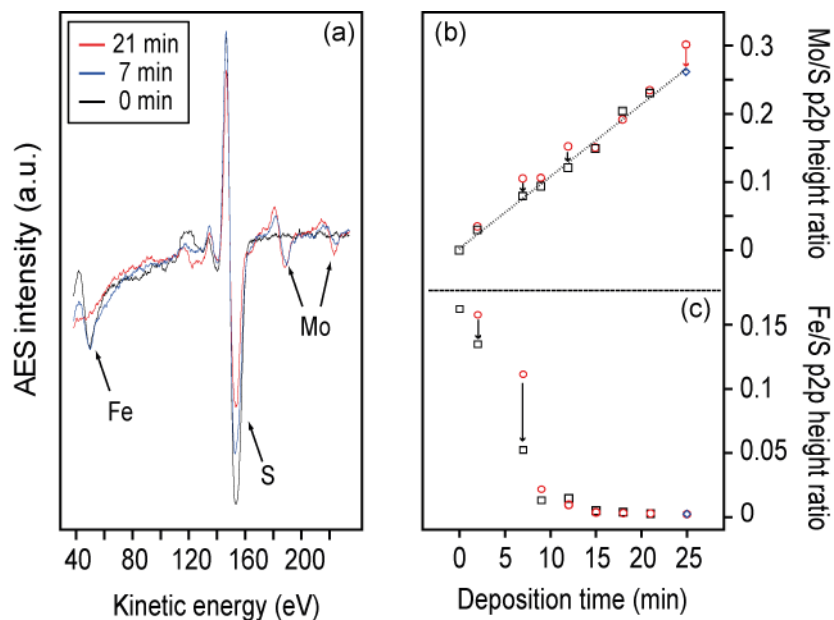 21 min
7 min
0 min
(a)
Fe
S
Mo
AES intensity (a.u.)
40 80 120 160 200
Kinetic energy (eV)
(b)
0.3
0.2
0.1
0
Mo/S p2p height ratio
(c)
0.15
0.05
0
Fe/S p2p height ratio
0 5 10 15 20 25
Deposition time (min)